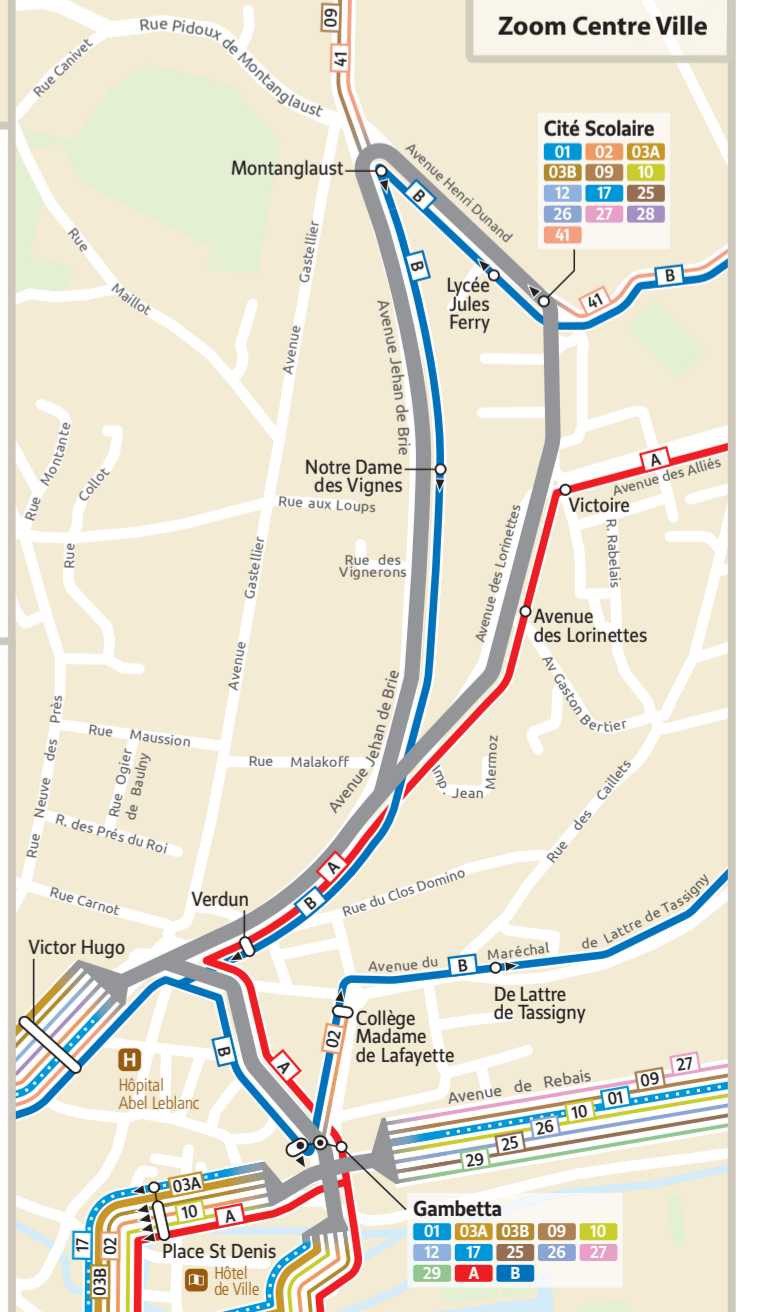 Zoom Centre Ville
09
41
Rue Pidoux de Montanglaust
Rue Canivet
Cité Scolaire
01 02 03A
03B 09 10
12 17 25
26 27 28
41
Montanglaust
Avenue Henri Dunand
B
B
Lycée
Jules
Ferry
41
B
Rue Maillot
Avenue Gastellier
Avenue Jehan de Brie
Notre Dame
des Vignes
A
Avenue des Alliés
Victoire
Rue Montante
Rue Collot
Rue aux Loups
Rue des
Vignerons
Avenue des Lorinettes
R. Rabelais
Avenue
des Lorinettes
Avenue Gastellier
Av Gaston Bertier
Avenue Jehan de Brie
Rue Neuve des Près
Rue Maussion
Rue Malakoff
Rue Ogier
de Baulny
Imp. Jean Mermoz
Rue des Caillets
R. des Prés du Roi
A
B
Rue Carnot
Verdun
Rue du Clos Domino
Victor Hugo
Avenue du Maréchal de Lattre de Tassigny
B
De Lattre
de Tassigny
Collège
Madame
de Lafayette
02
B
A
H
Hôpital
Abel Leblanc
Avenue de Rebais
27
09
01
10
26
25
29
03A
10
A
17
02
03B
Place St Denis
Hôtel
de Ville
Gambetta
01 03A 03B 09 10
12 17 25 26 27
29 A B